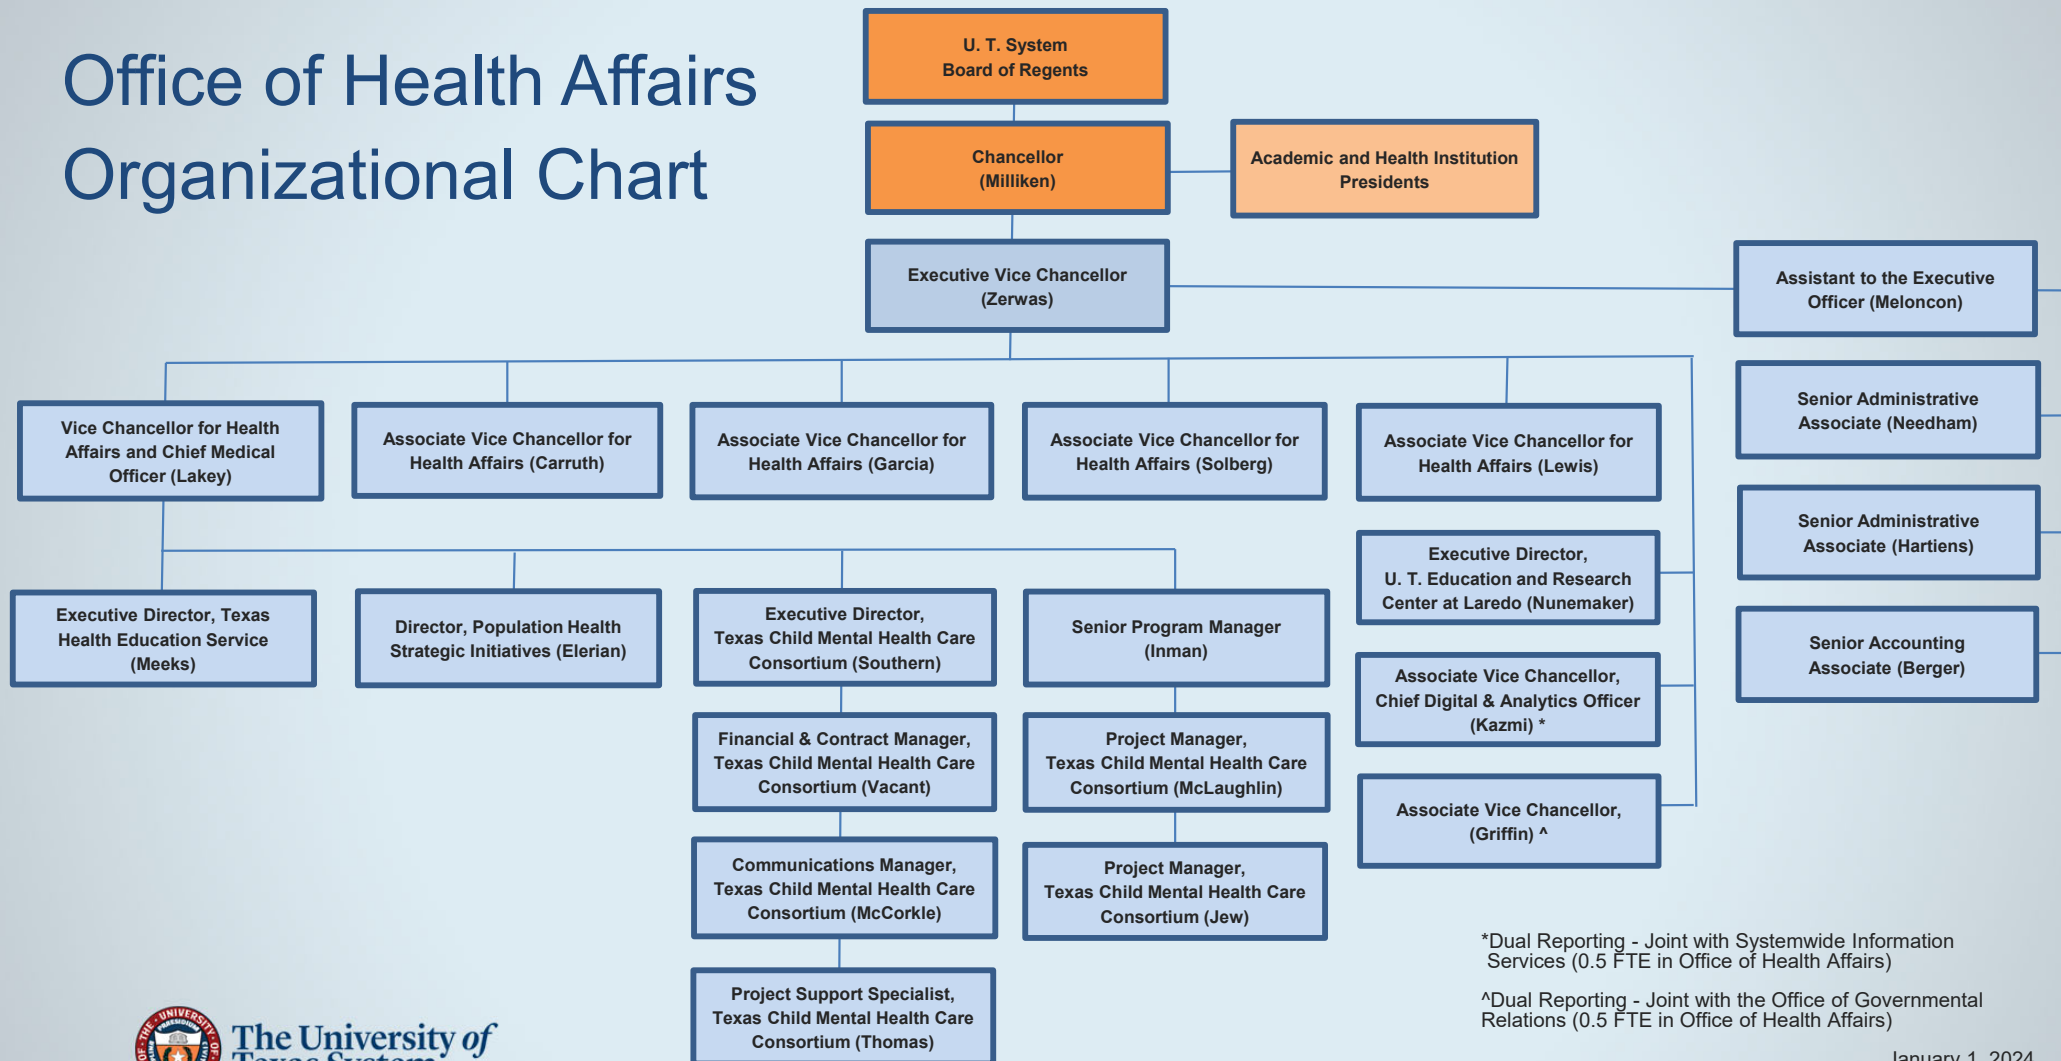 Office of Health Affairs
Organizational Chart
U. T. System
Board of Regents
Chancellor
(Milliken)
Academic and Health Institution
Presidents
Executive Vice Chancellor
(Zerwas)
Assistant to the Executive
Officer (Meloncon)
Senior Administrative
Associate (Needham)
Senior Administrative
Associate (Hartiens)
Senior Accounting
Associate (Berger)
Vice Chancellor for Health
Affairs and Chief Medical
Officer (Lakey)
Associate Vice Chancellor for
Health Affairs (Carruth)
Associate Vice Chancellor for
Health Affairs (Garcia)
Associate Vice Chancellor for
Health Affairs (Solberg)
Associate Vice Chancellor for
Health Affairs (Lewis)
Executive Director,
U. T. Education and Research
Center at Laredo (Nunemaker)
Associate Vice Chancellor,
Chief Digital & Analytics Officer
(Kazmi) *
Associate Vice Chancellor,
(Griffin) ^
Executive Director, Texas
Health Education Service
(Meeks)
Director, Population Health
Strategic Initiatives (Elerian)
Executive Director,
Texas Child Mental Health Care
Consortium (Southern)
Senior Program Manager
(Inman)
Financial & Contract Manager,
Texas Child Mental Health Care
Consortium (Vacant)
Project Manager,
Texas Child Mental Health Care
Consortium (McLaughlin)
Communications Manager,
Texas Child Mental Health Care
Consortium (McCorkle)
Project Manager,
Texas Child Mental Health Care
Consortium (Jew)
Project Support Specialist,
Texas Child Mental Health Care
Consortium (Thomas)
*Dual Reporting - Joint with Systemwide Information
Services (0.5 FTE in Office of Health Affairs)
^Dual Reporting - Joint with the Office of Governmental
Relations (0.5 FTE in Office of Health Affairs)
The University of
Texas System
January 1, 2024